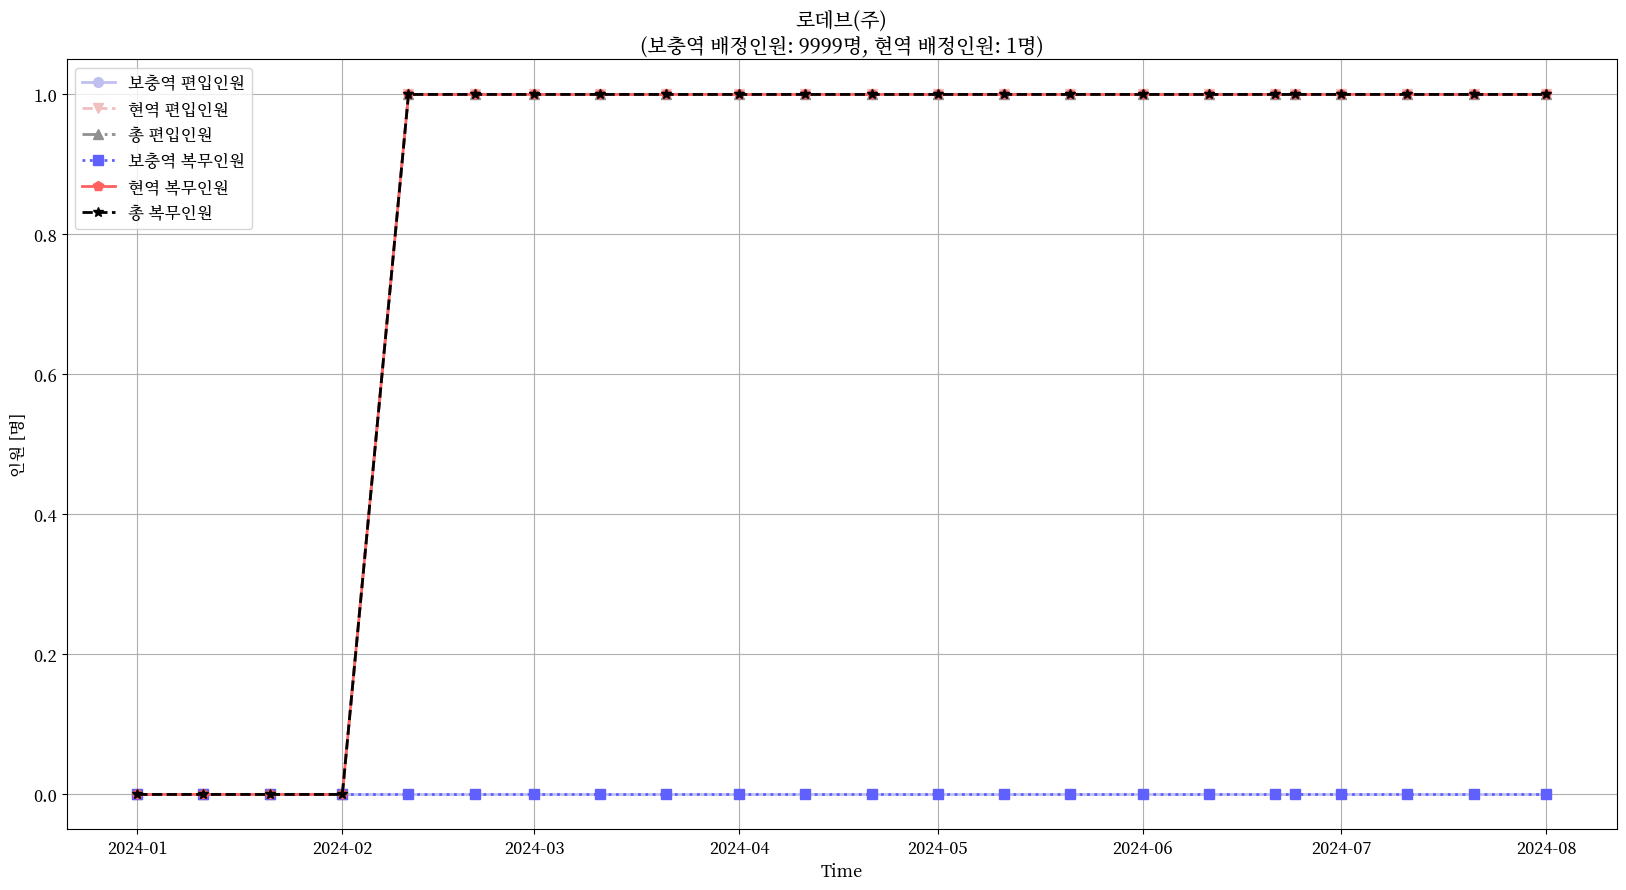 로데브(주)
(보충역 배정인원: 9999명, 현역 배정인원: 1명)
보충역 편입인원
현역 편입인원
총 편입인원
보충역 복무인원
현역 복무인원
총 복무인원
인원 [명]
1.0
0.8
0.6
0.4
0.2
0.0
2024-01
2024-02
2024-03
2024-04
2024-05
2024-06
2024-07
2024-08
Time